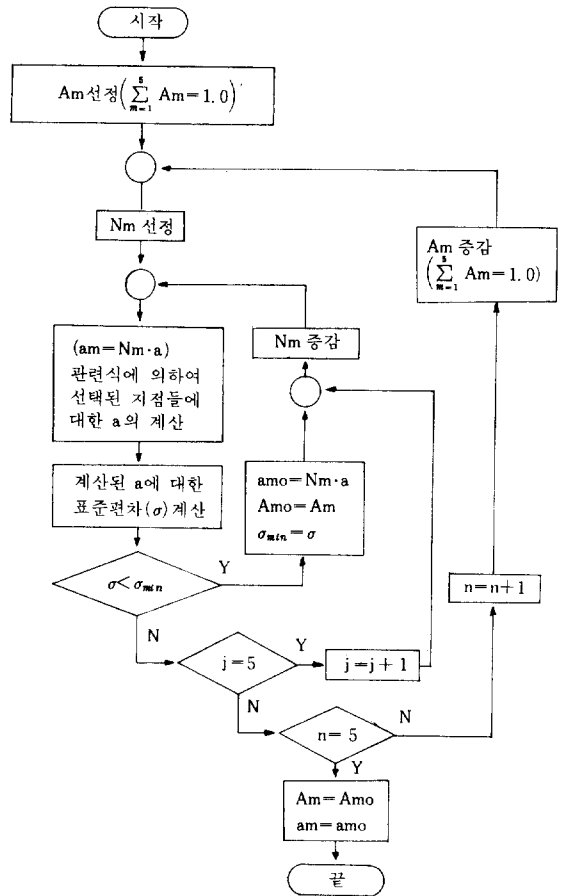 시작
Am선정(5∑m=1 Am=1.0)
Nm 선정
Am 증감
(5∑m=1 Am=1.0)
Nm 증감
(am=Nm·a)
관련식에 의하여
선택된 지점들에
대한 a의 계산
amo=Nm·a
Amo=Am
σmin=σ
계산된 a에 대한
표준편차(σ)계산
σ<σmin
Y
n=n+1
N
j=5
Y
j=j+1
N
n=5
N
Y
Am=Amo
am=amo
끝